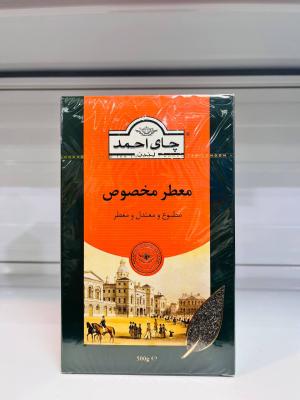 چای احمد
لندن
معطر مخصوص
مطبوع و معتدل و معطر
500g e